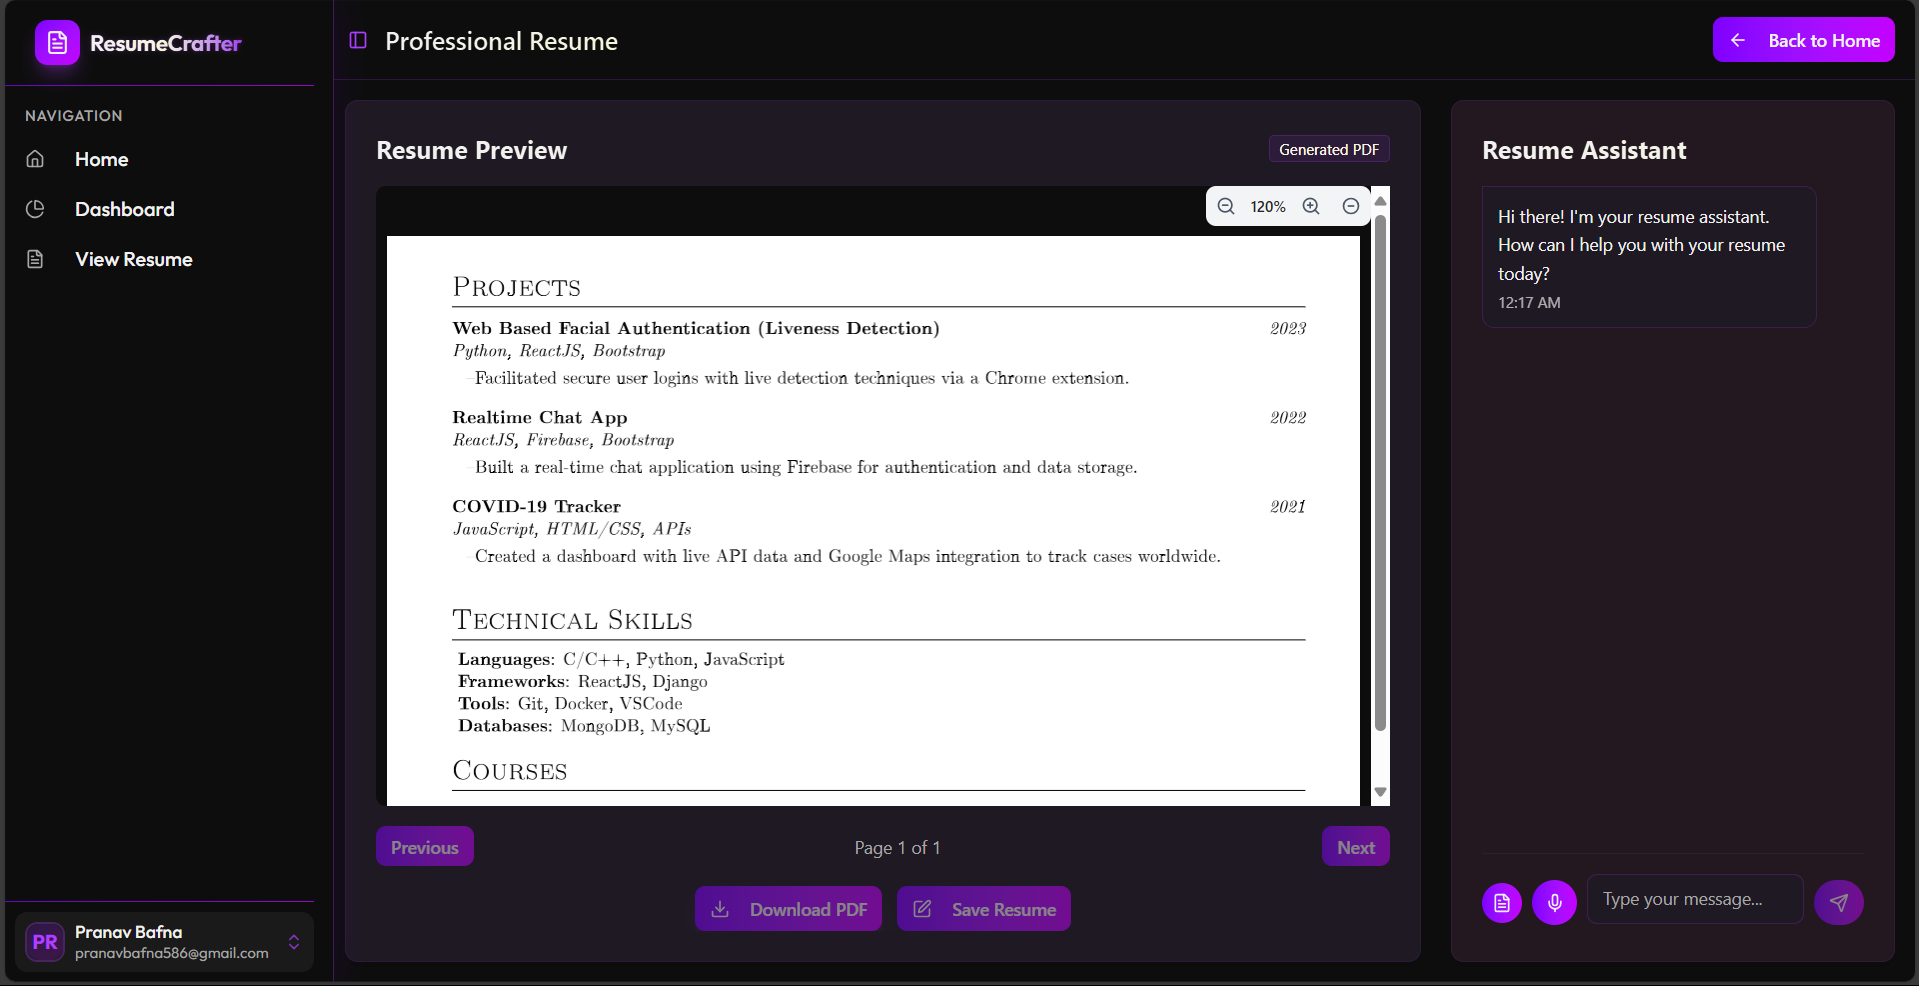 ResumeCrafter
NAVIGATION
Home
Dashboard
View Resume
PR
Pranav Bafna
pranavbafna586@gmail.com
Professional Resume
Back to Home
Resume Preview
Generated PDF
120%
PROJECTS
Web Based Facial Authentication (Liveness Detection) 2023
Python, ReactJS, Bootstrap
–Facilitated secure user logins with live detection techniques via a Chrome extension.
Realtime Chat App 2022
ReactJS, Firebase, Bootstrap
–Built a real-time chat application using Firebase for authentication and data storage.
COVID-19 Tracker 2021
JavaScript, HTML/CSS, APIs
–Created a dashboard with live API data and Google Maps integration to track cases worldwide.
TECHNICAL SKILLS
Languages: C/C++, Python, JavaScript
Frameworks: ReactJS, Django
Tools: Git, Docker, VSCode
Databases: MongoDB, MySQL
COURSES
Previous
Page 1 of 1
Next
Download PDF
Save Resume
Resume Assistant
Hi there! I'm your resume assistant.
How can I help you with your resume
today?
12:17 AM
Type your message...